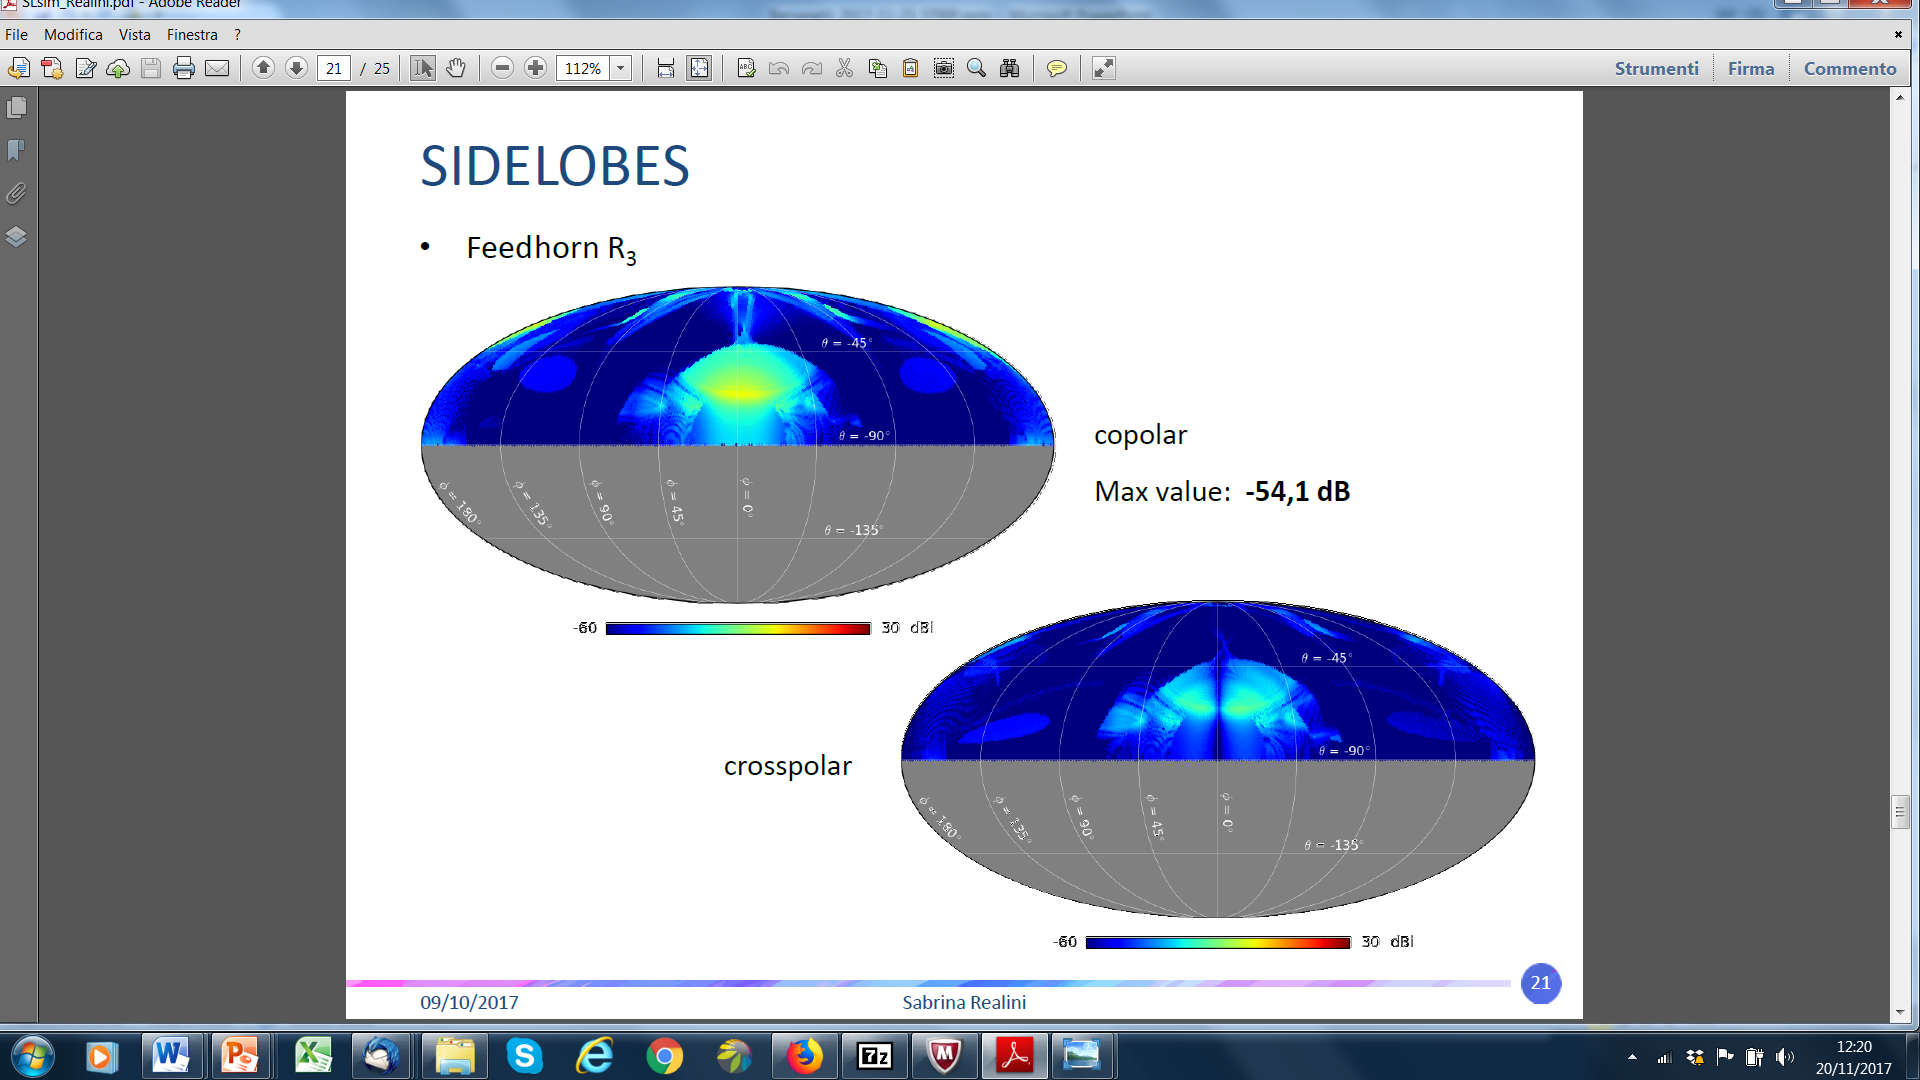 SLsim_Realini.pdf - Adobe Reader
File Modifica Vista Finestra ?
21 / 25 112% Strumenti Firma Commento
SIDELOBES
• Feedhorn R3
θ = -45°
θ = -90°
ϕ = 180° ϕ = 135° ϕ = 90° ϕ = 45° ϕ = 0°
θ = -135°
-60 30 dBi
copolar
Max value: -54,1 dB
θ = -45°
θ = -90°
ϕ = 180° ϕ = 135° ϕ = 90° ϕ = 45° ϕ = 0°
θ = -135°
-60 30 dBi
crosspolar
09/10/2017 Sabrina Realini 21
12:20
20/11/2017